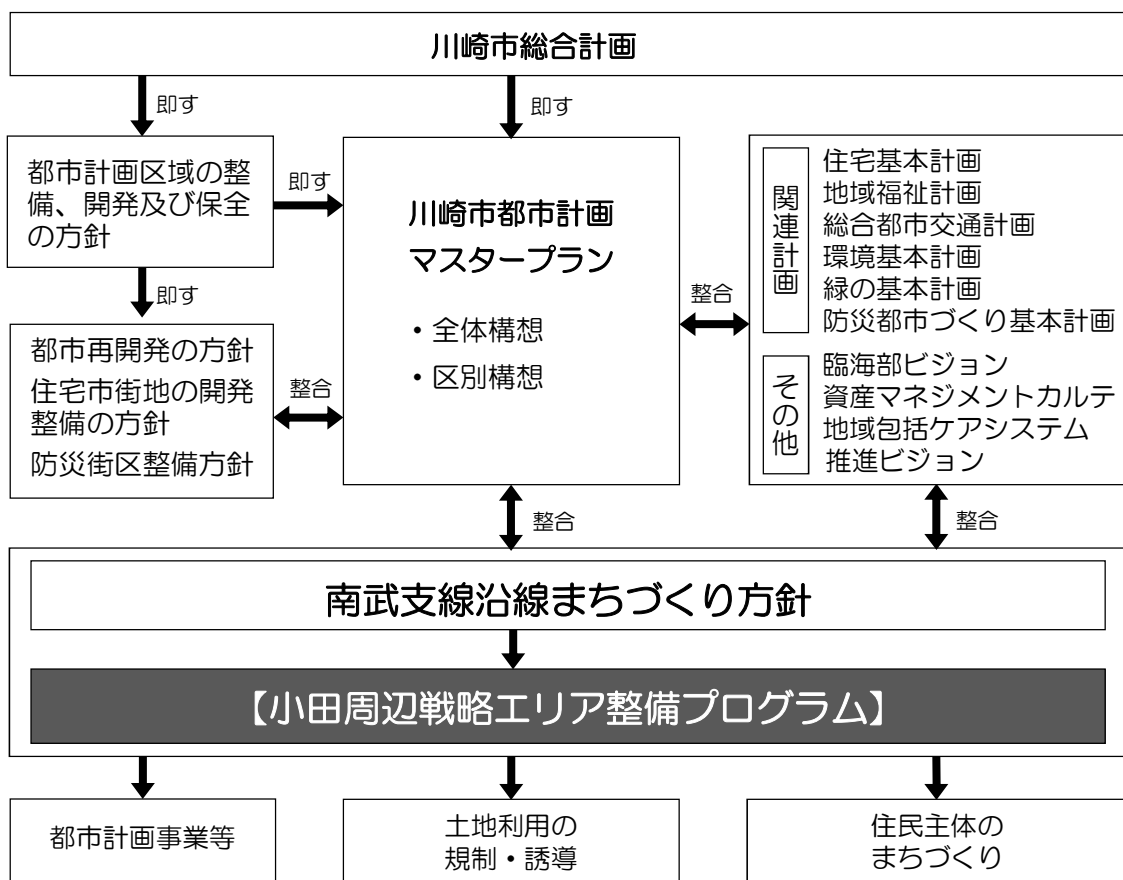 川崎市総合計画
即す
即す
都市計画区域の整
備、開発及び保全
の方針
即す
即す
都市再開発の方針
住宅市街地の開発
整備の方針
防災街区整備方針
整合
川崎市都市計画
マスタープラン
・全体構想
・区別構想
整合
関連計画
住宅基本計画
地域福祉計画
総合都市交通計画
環境基本計画
緑の基本計画
防災都市づくり基本計画
その他
臨海部ビジョン
資産マネジメントカルテ
地域包括ケアシステム
推進ビジョン
整合
整合
南武支線沿線まちづくり方針
【小田周辺戦略エリア整備プログラム】
都市計画事業等
土地利用の
規制・誘導
住民主体の
まちづくり